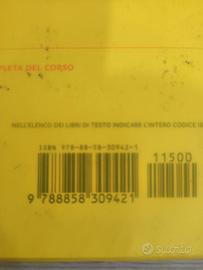 PLETA DEL CORSO
NELL'ELENCO DEI LIBRI DI TESTO INDICARE L'INTERO CODICE IS
ISBN 978-88-58-30942-1
11500
9 788858 309421
subito.it